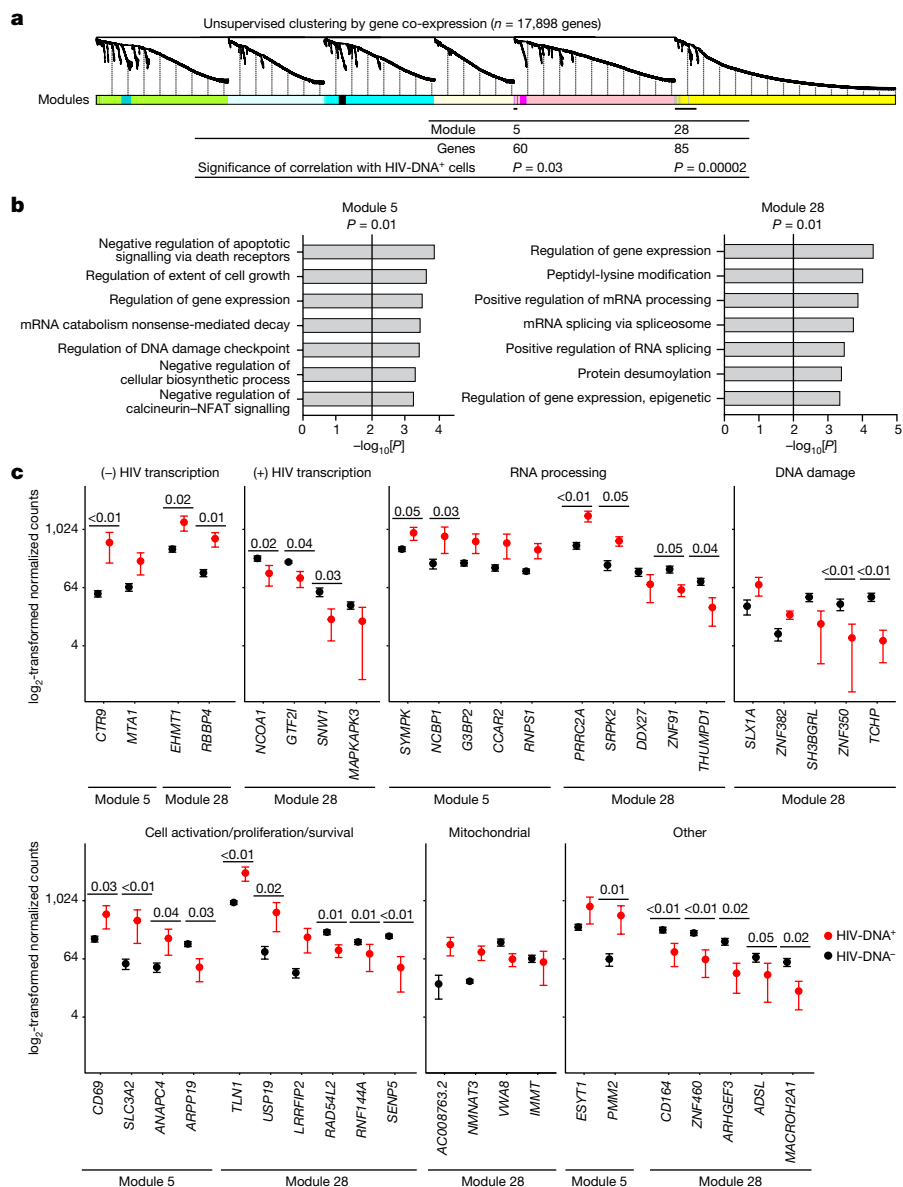 a
Unsupervised clustering by gene co-expression (n = 17,898 genes)
Modules
Module 5 28
Genes 60 85
Significance of correlation with HIV-DNA⁺ cells P = 0.03 P = 0.00002
b
Module 5
P = 0.01
Negative regulation of apoptotic
signalling via death receptors
Regulation of extent of cell growth
Regulation of gene expression
mRNA catabolism nonsense-mediated decay
Regulation of DNA damage checkpoint
Negative regulation of
cellular biosynthetic process
Negative regulation of
calcineurin–NFAT signalling
0 1 2 3 4
–log₁₀[P]
Module 28
P = 0.01
Regulation of gene expression
Peptidyl-lysine modification
Positive regulation of mRNA processing
mRNA splicing via spliceosome
Positive regulation of RNA splicing
Protein desumoylation
Regulation of gene expression, epigenetic
0 1 2 3 4 5
–log₁₀[P]
c
(–) HIV transcription (+) HIV transcription RNA processing DNA damage
log₂-transformed normalized counts
1,024
64
4
<0.01 0.02 0.01
0.02 0.04 0.03
0.05 0.03 <0.01 0.05 0.05 0.04
<0.01 <0.01
CTR9 MTA1 EHMT1 RBBP4
NCOA1 GTF2I SNW1 MAPKAPK3
SYMPK NCBP1 G3BP2 CCAR2 RNPS1 PRRC2A SRPK2 DDX27 ZNF91 THUMPD1
SLX1A ZNF382 SH3BGRL ZNF350 TCHP
Module 5 Module 28 Module 28 Module 5 Module 28 Module 28
Cell activation/proliferation/survival Mitochondrial Other
log₂-transformed normalized counts
1,024
64
4
0.03 <0.01 0.04 0.03 <0.01 0.02 0.01 0.01 <0.01
0.01 <0.01 <0.01 0.02 0.05 0.02
HIV-DNA⁺
HIV-DNA⁻
CD69 SLC3A2 ANAPC4 ARPP19 TLN1 USP19 LRRFIP2 RAD54L2 RNF144A SENP5
AC008763.2 NMNAT3 VWA8 IMMT
ESYT1 PMM2 CD164 ZNF460 ARHGEF3 ADSL MACROH2A1
Module 5 Module 28 Module 28 Module 5 Module 28